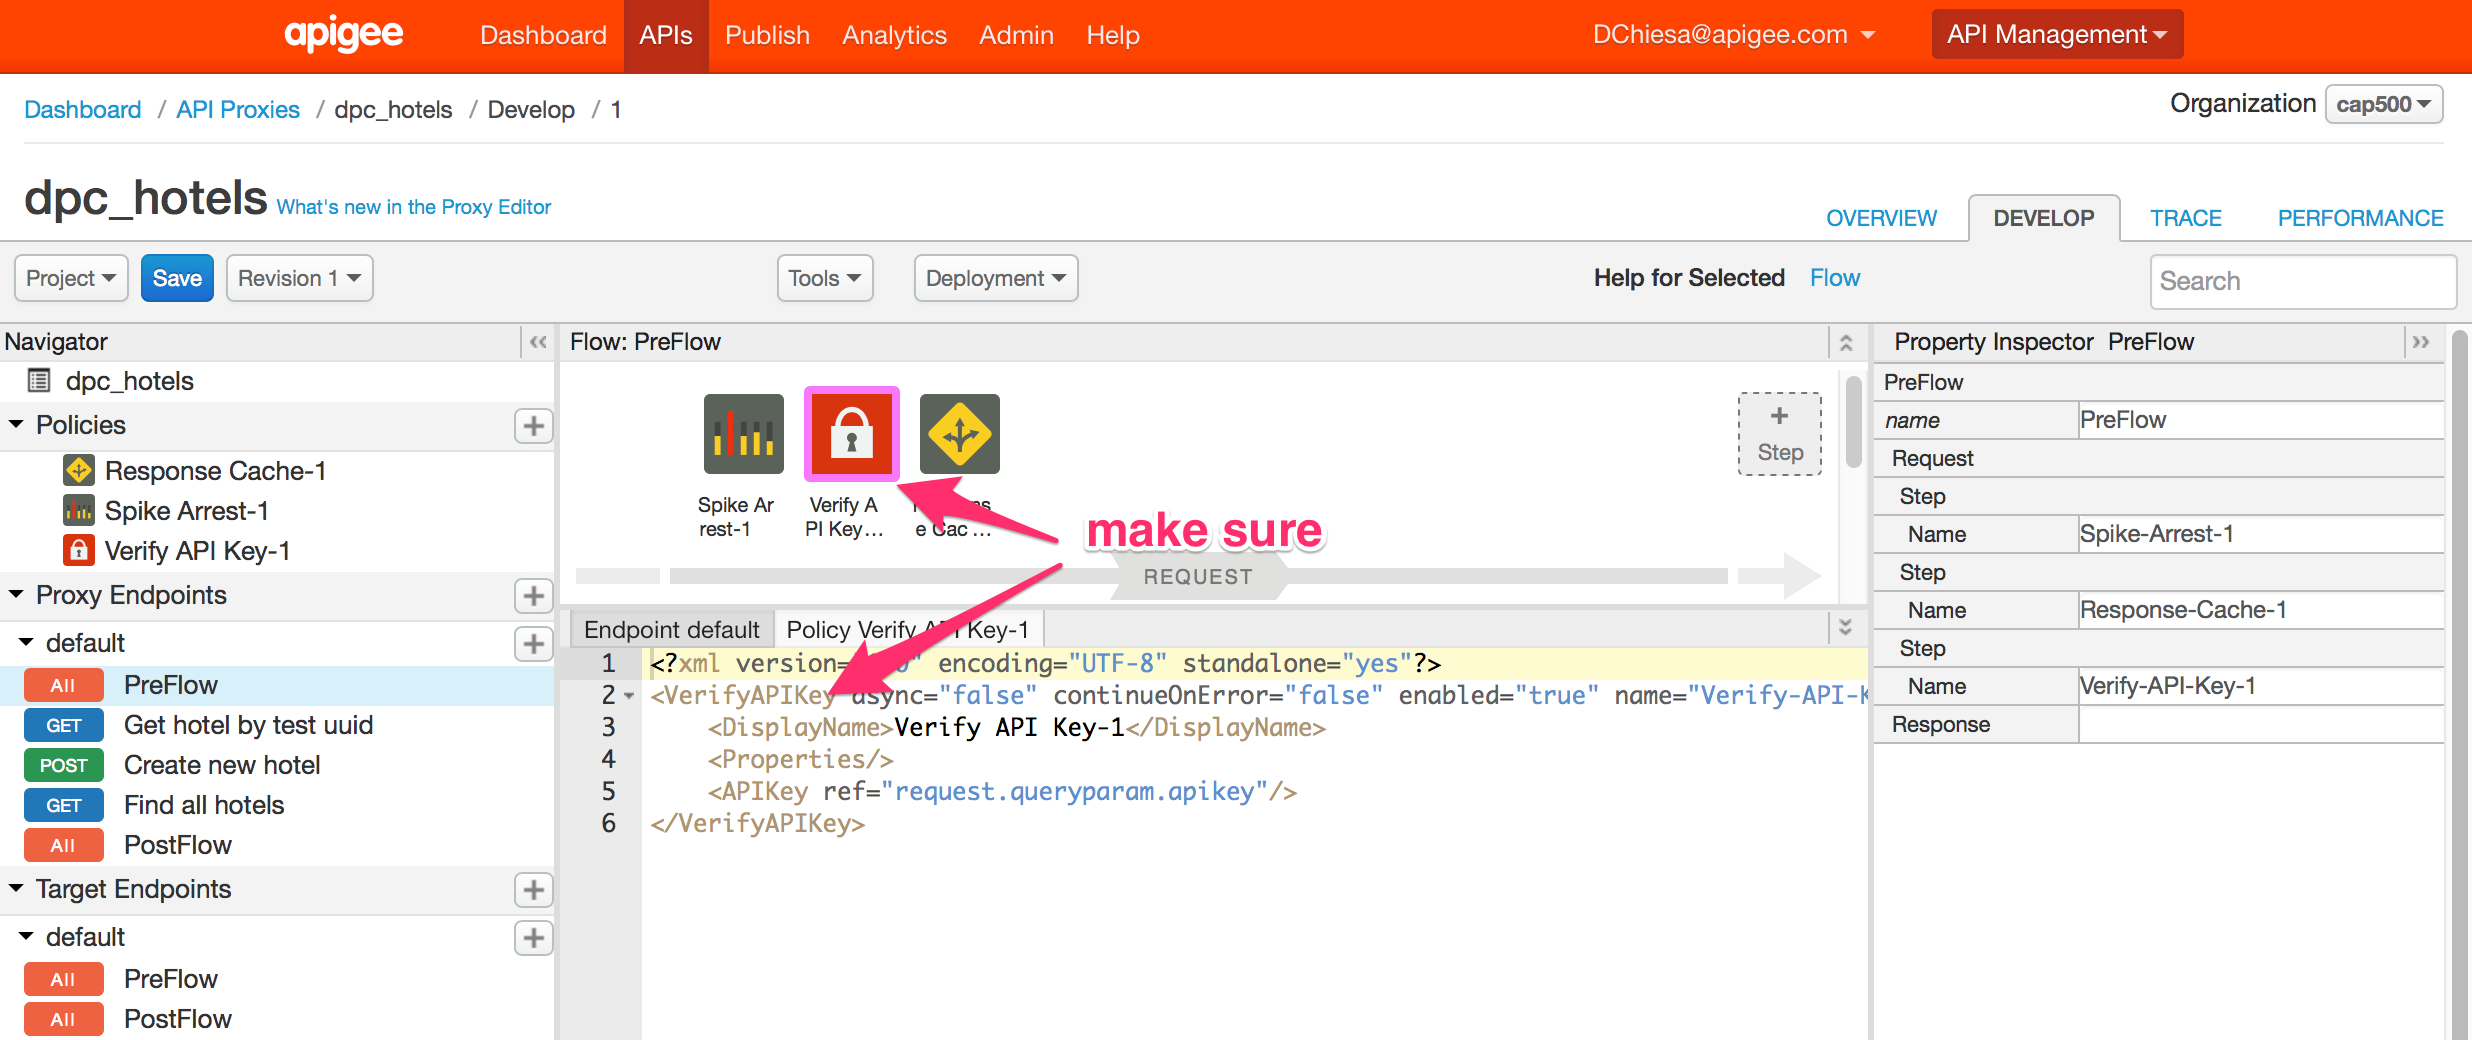 apigee Dashboard APIs Publish Analytics Admin Help DChiesa@apigee.com API Management
Dashboard / API Proxies / dpc_hotels / Develop / 1 Organization cap500
dpc_hotels What's new in the Proxy Editor OVERVIEW DEVELOP TRACE PERFORMANCE
Project Save Revision 1 Tools Deployment Help for Selected Flow Search
Navigator
dpc_hotels
Policies
Response Cache-1
Spike Arrest-1
Verify API Key-1
Proxy Endpoints
default
All PreFlow
GET Get hotel by test uuid
POST Create new hotel
GET Find all hotels
All PostFlow
Target Endpoints
default
All PreFlow
All PostFlow
Flow: PreFlow
Spike Ar
rest-1
Verify A
PI Key...
e Cac ...
+
Step
make sure
REQUEST
Endpoint default Policy Verify API Key-1
1 <?xml encoding="UTF-8" standalone="yes"?>
2 <VerifyAPIKey async="false" continueOnError="false" enabled="true" name="Verify-API-K
3 <DisplayName>Verify API Key-1</DisplayName>
4 <Properties/>
5 <APIKey ref="request.queryparam.apikey"/>
6 </VerifyAPIKey>
Property Inspector PreFlow
PreFlow
name PreFlow
Request
Step
Name Spike-Arrest-1
Step
Name Response-Cache-1
Step
Name Verify-API-Key-1
Response